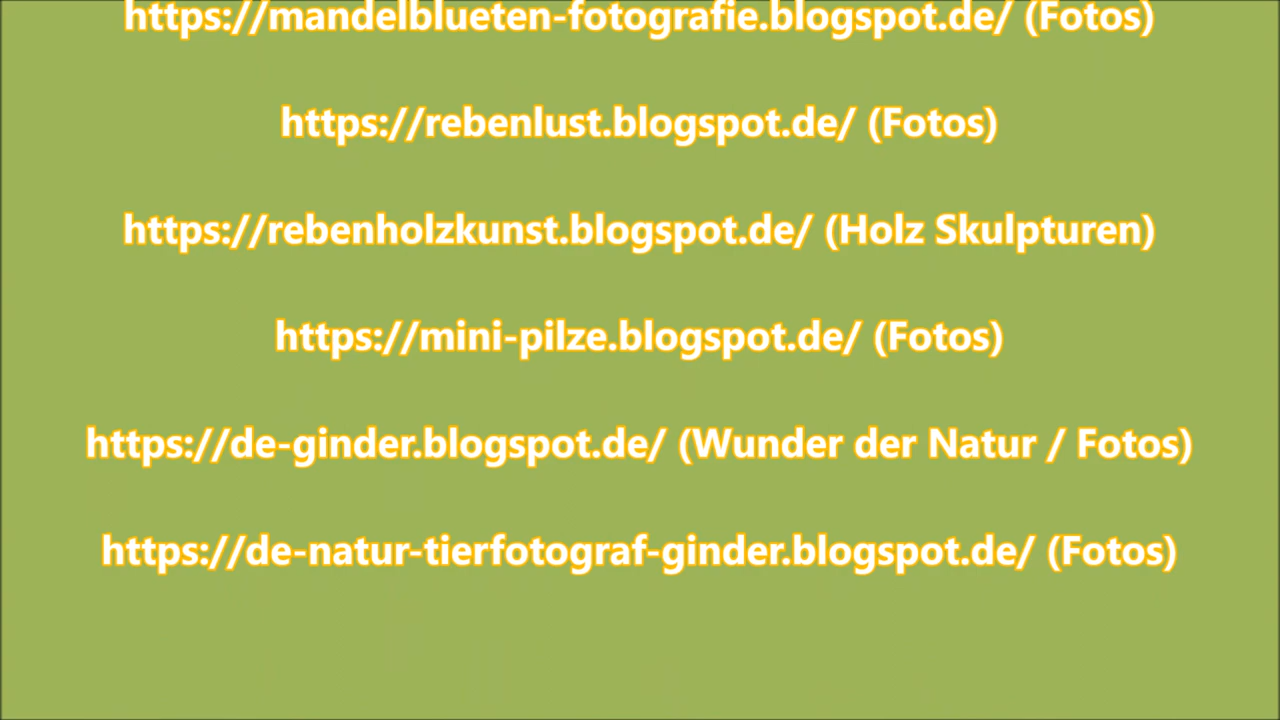 https://mandelblueten-fotografie.blogspot.de/ (Fotos)
https://rebenlust.blogspot.de/ (Fotos)
https://rebenholzkunst.blogspot.de/ (Holz Skulpturen)
https://mini-pilze.blogspot.de/ (Fotos)
https://de-ginder.blogspot.de/ (Wunder der Natur / Fotos)
https://de-natur-tierfotograf-ginder.blogspot.de/ (Fotos)